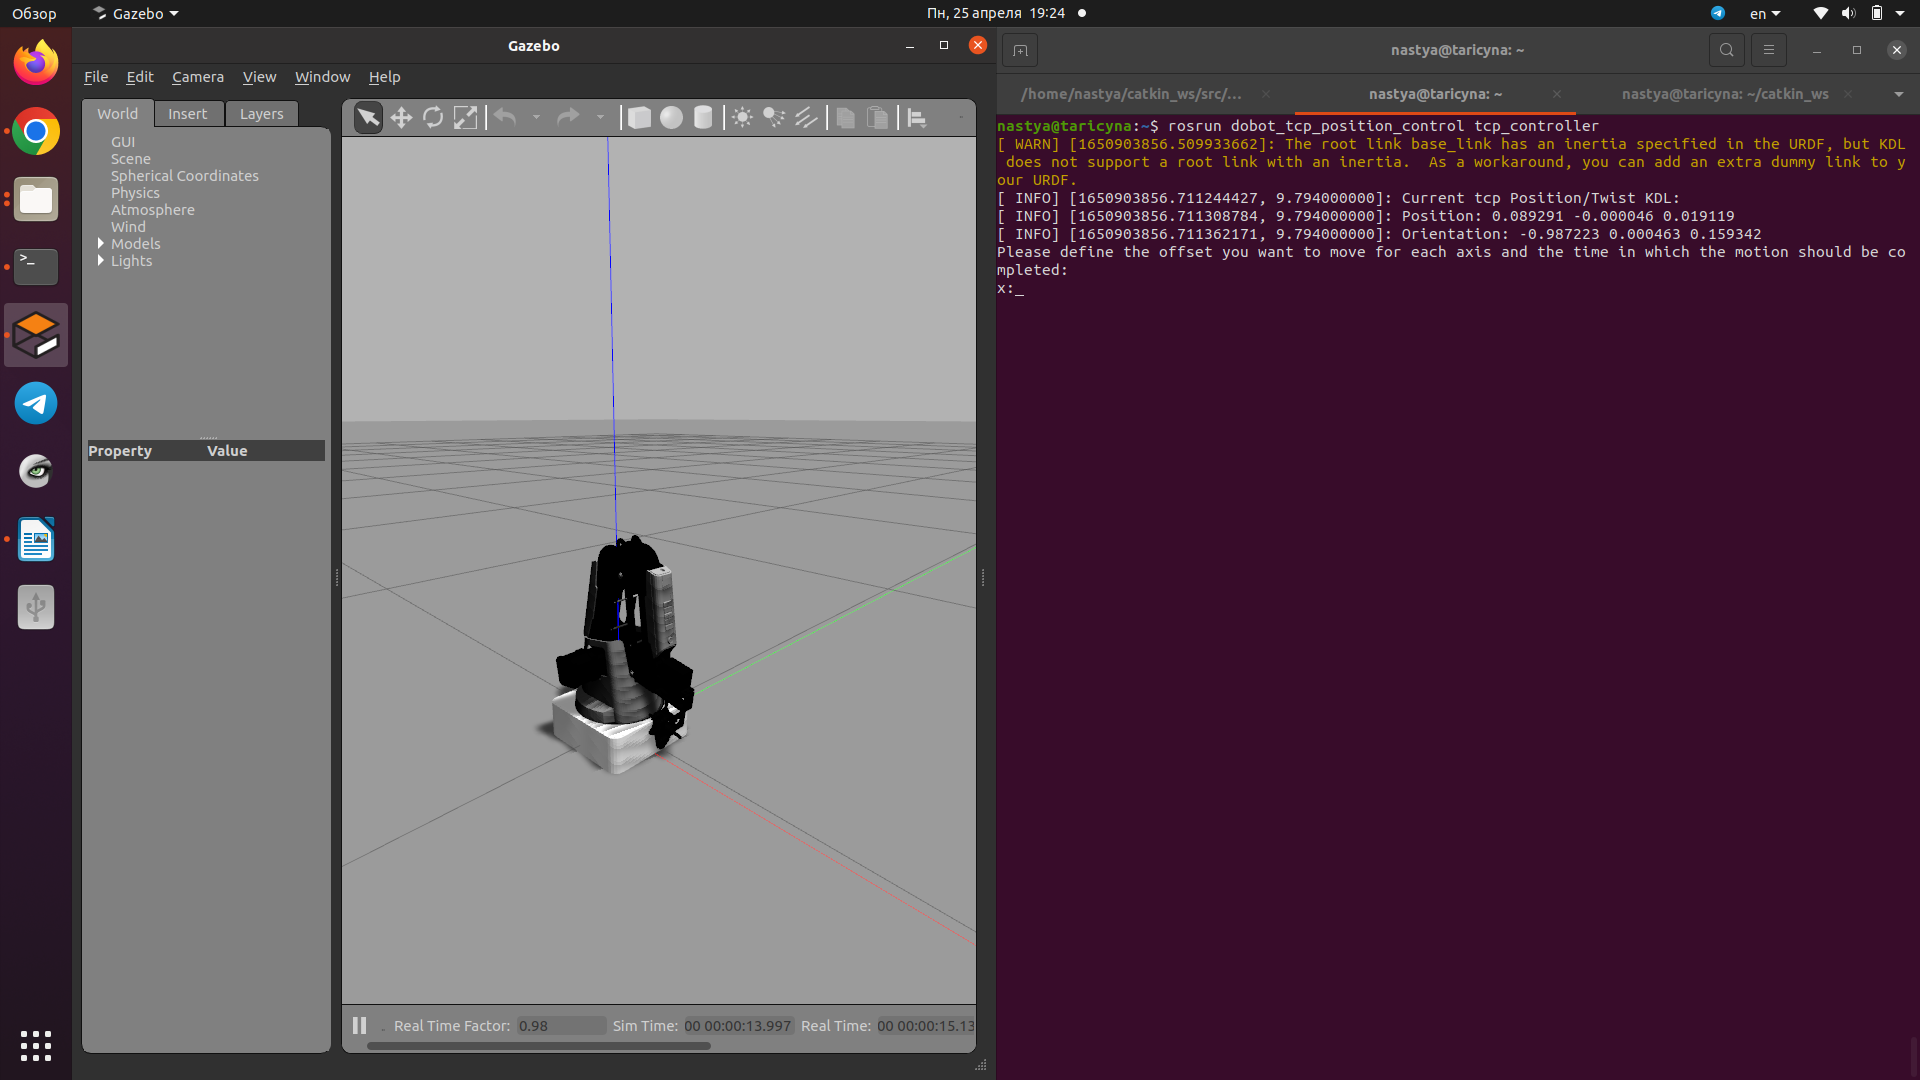 Обзор
Gazebo
Пн, 25 апреля 19:24
en
Gazebo
File Edit Camera View Window Help
World Insert Layers
GUI
Scene
Spherical Coordinates
Physics
Atmosphere
Wind
Models
Lights
Property Value
Real Time Factor: 0.98 Sim Time: 00 00:00:13.997 Real Time: 00 00:00:15.13
nastya@taricyna: ~
/home/nastya/catkin_ws/src/...
nastya@taricyna: ~
nastya@taricyna: ~/catkin_ws
nastya@taricyna:~$ rosrun dobot_tcp_position_control tcp_controller
[ WARN] [1650903856.509933662]: The root link base_link has an inertia specified in the URDF, but KDL
does not support a root link with an inertia.  As a workaround, you can add an extra dummy link to y
our URDF.
[ INFO] [1650903856.711244427, 9.794000000]: Current tcp Position/Twist KDL:
[ INFO] [1650903856.711308784, 9.794000000]: Position: 0.089291 -0.000046 0.019119
[ INFO] [1650903856.711362171, 9.794000000]: Orientation: -0.987223 0.000463 0.159342
Please define the offset you want to move for each axis and the time in which the motion should be co
mpleted:
x:_